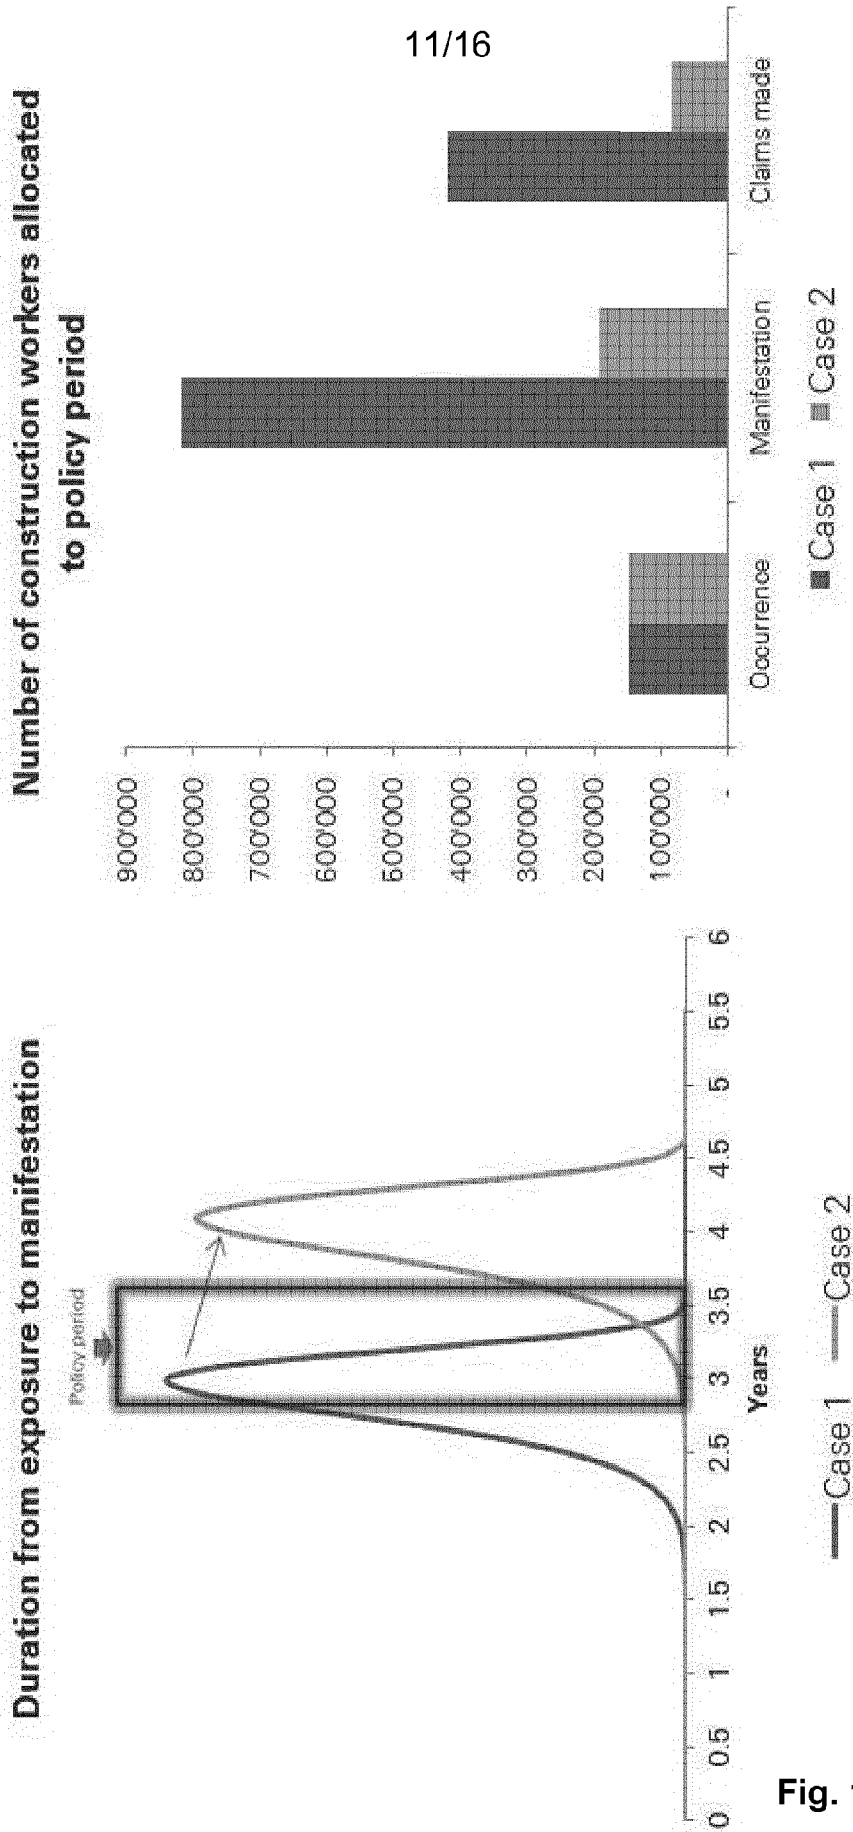 11/16
Duration from exposure to manifestation
Policy period
0 0.5 1 1.5 2 2.5 3 3.5 4 4.5 5 5.5 6
Years
Case 1 Case 2
Number of construction workers allocated
to policy period
900'000
800'000
700'000
600'000
500'000
400'000
300'000
200'000
100'000
-
Occurrence Manifestation Claims made
Case 1 Case 2
Fig.